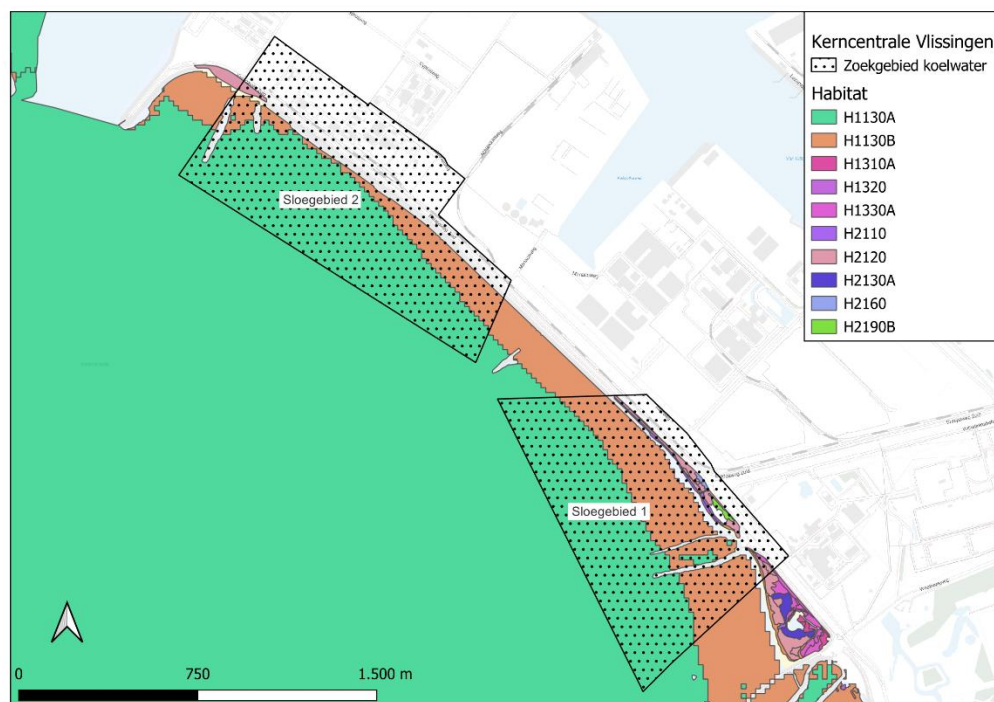 Kerncentrale Vlissingen
Zoekgebied koelwater
Habitat
H1130A
H1130B
H1310A
H1320
H1330A
H2110
H2120
H2130A
H2160
H2190B
Sloegebied 2
Sloegebied 1
0 750 1.500 m